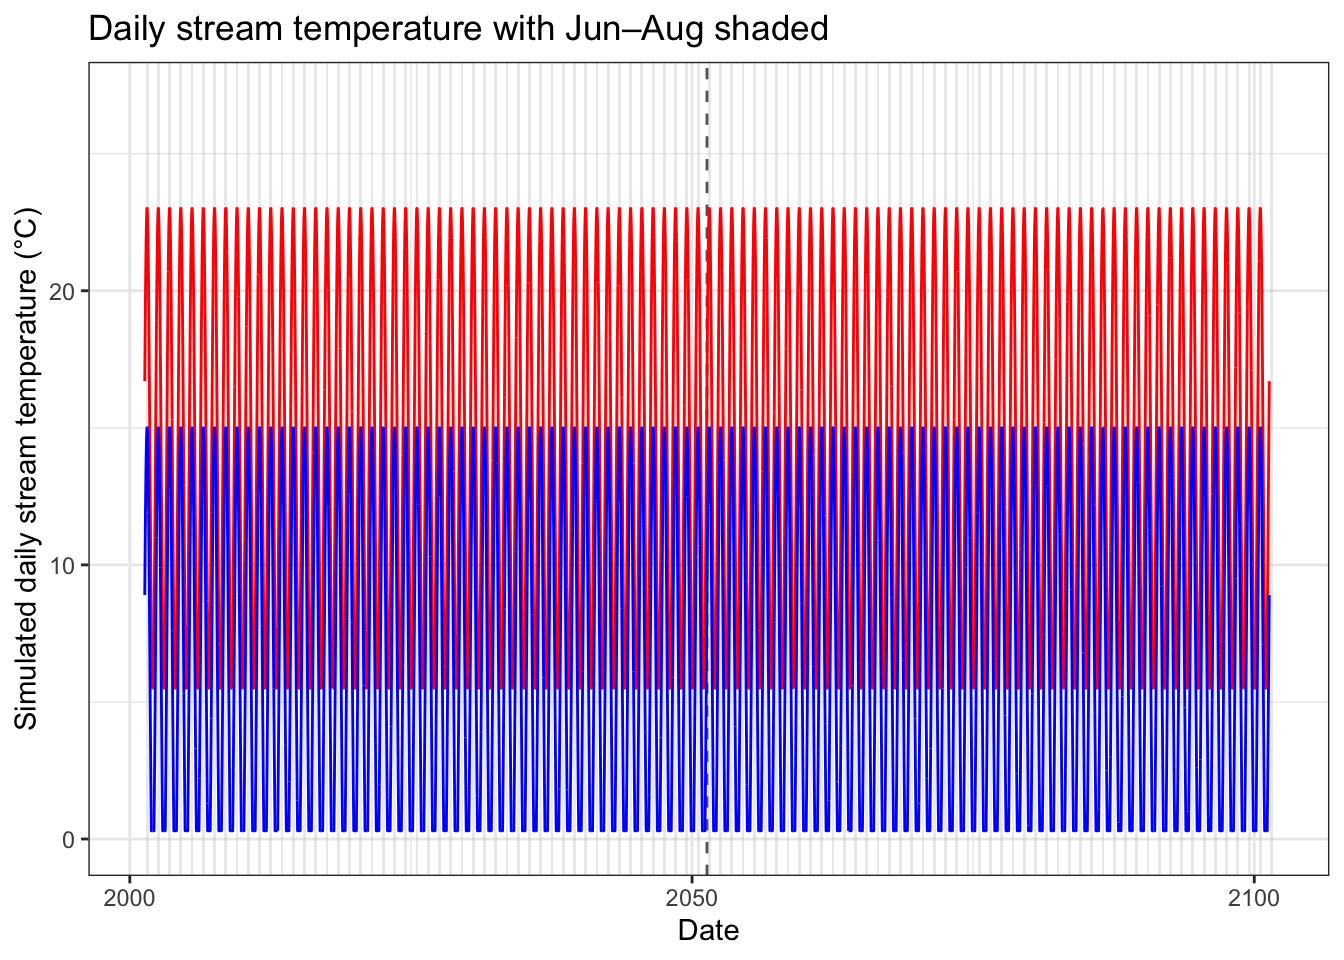 Daily stream temperature with Jun–Aug shaded
Simulated daily stream temperature (°C)
20
10
0
2000
2050
2100
Date